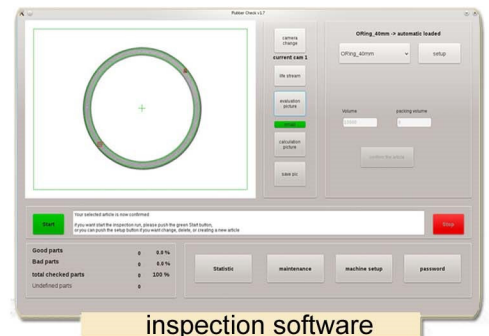 Rubber Check v1.7
camera
change
current cam 1
life stream
evaluation
picture
calculation
picture
save pic
ORing_40mm -> automatic loaded
ORing_40mm
setup
Volume
packing volume
confirm the article
Start
Your selected article is now confirmed
If you want start the inspection run, please push the green Start button,
or you can push the setup button if you want change, delete, or creating a new article
Stop
Good parts 0 0.0 %
Bad parts 0 0.0 %
total checked parts 0 100 %
Undefined parts 0
Statistic
maintenance
machine setup
password
inspection software